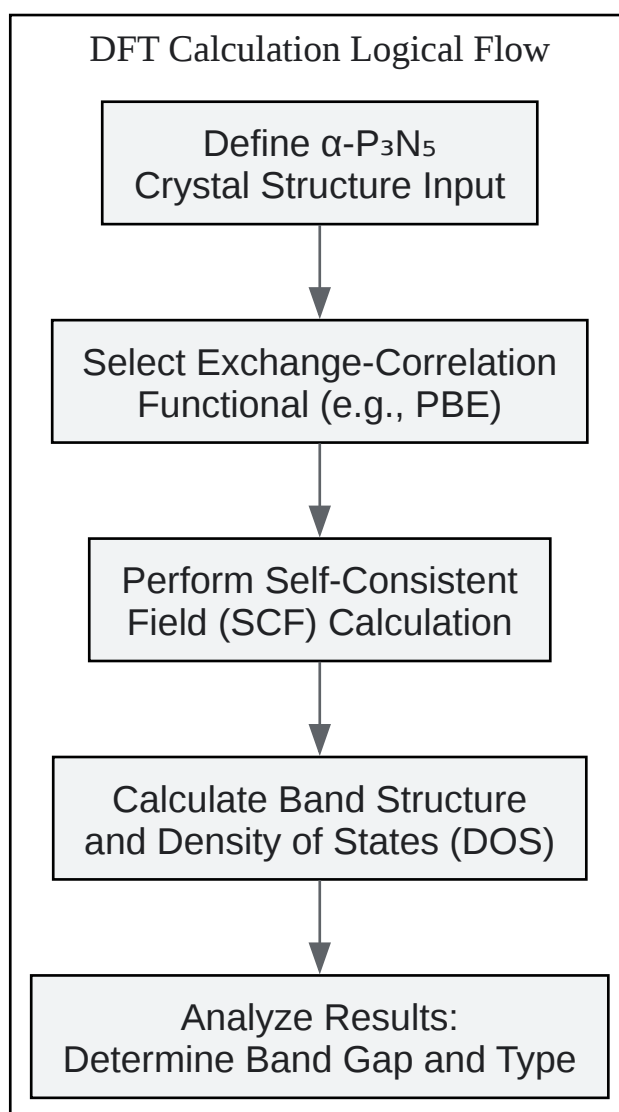 DFT Calculation Logical Flow
Define α-P₃N₅
Crystal Structure Input
Select Exchange-Correlation
Functional (e.g., PBE)
Perform Self-Consistent
Field (SCF) Calculation
Calculate Band Structure
and Density of States (DOS)
Analyze Results:
Determine Band Gap and Type